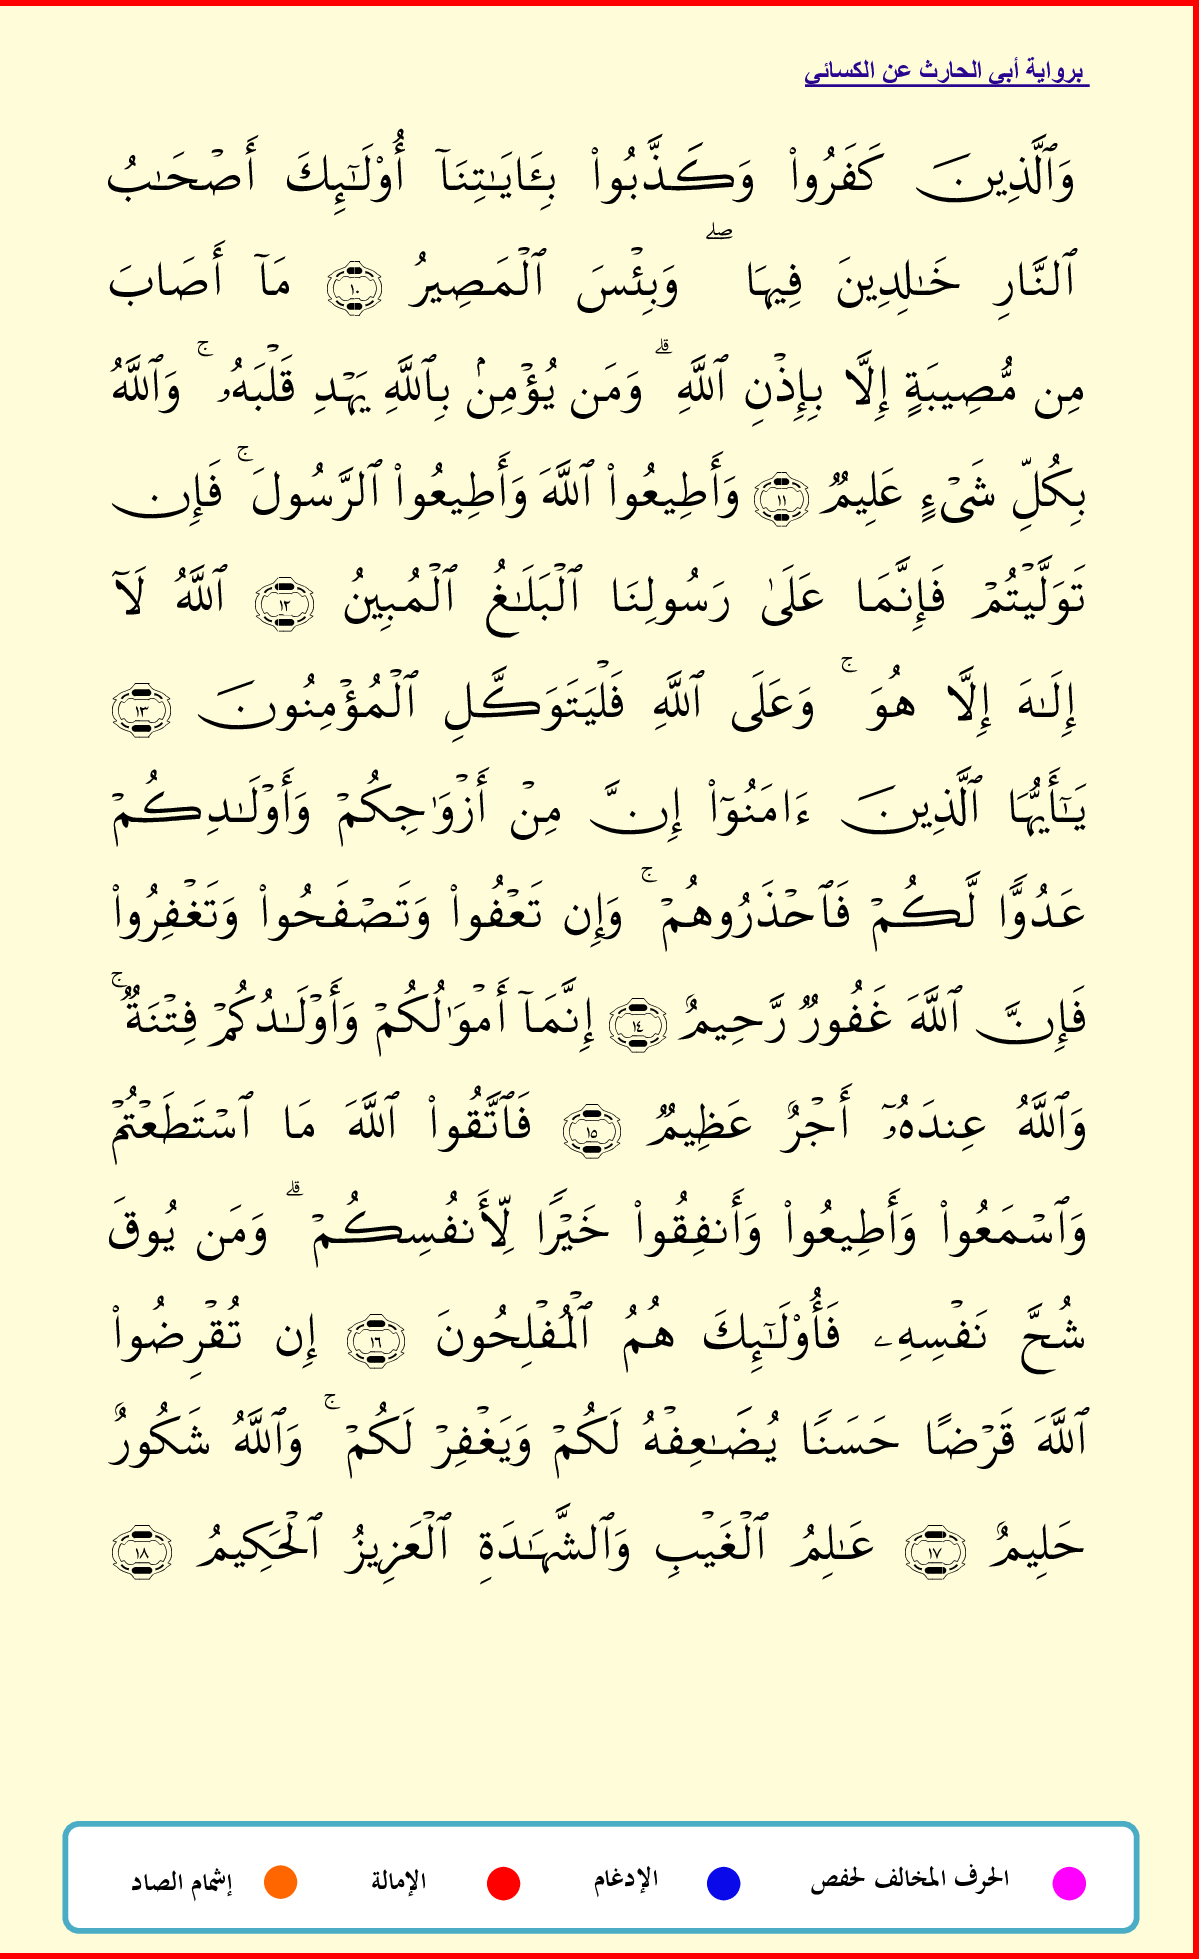 برواية أبي الحارث عن الكسائي
وَٱلَّذِينَ كَفَرُوا۟ وَكَذَّبُوا۟ بِـَٔايَـٰتِنَآ أُو۟لَـٰٓئِكَ أَصْحَـٰبُ
ٱلنَّارِ خَـٰلِدِينَ فِيهَا ۖ وَبِئْسَ ٱلْمَصِيرُ ١٠ مَآ أَصَابَ
مِن مُّصِيبَةٍ إِلَّا بِإِذْنِ ٱللَّهِ ۗ وَمَن يُؤْمِنۢ بِٱللَّهِ يَهْدِ قَلْبَهُۥ ۚ وَٱللَّهُ
بِكُلِّ شَىْءٍ عَلِيمٌ ١١ وَأَطِيعُوا۟ ٱللَّهَ وَأَطِيعُوا۟ ٱلرَّسُولَ ۚ فَإِن
تَوَلَّيْتُمْ فَإِنَّمَا عَلَىٰ رَسُولِنَا ٱلْبَلَـٰغُ ٱلْمُبِينُ ١٢ ٱللَّهُ لَآ
إِلَـٰهَ إِلَّا هُوَ ۚ وَعَلَى ٱللَّهِ فَلْيَتَوَكَّلِ ٱلْمُؤْمِنُونَ ١٣
يَـٰٓأَيُّهَا ٱلَّذِينَ ءَامَنُوٓا۟ إِنَّ مِنْ أَزْوَٰجِكُمْ وَأَوْلَـٰدِكُمْ
عَدُوًّا لَّكُمْ فَٱحْذَرُوهُمْ ۚ وَإِن تَعْفُوا۟ وَتَصْفَحُوا۟ وَتَغْفِرُوا۟
فَإِنَّ ٱللَّهَ غَفُورٌ رَّحِيمٌ ١٤ إِنَّمَآ أَمْوَٰلُكُمْ وَأَوْلَـٰدُكُمْ فِتْنَةٌ ۚ
وَٱللَّهُ عِندَهُۥٓ أَجْرٌ عَظِيمٌ ١٥ فَٱتَّقُوا۟ ٱللَّهَ مَا ٱسْتَطَعْتُمْ
وَٱسْمَعُوا۟ وَأَطِيعُوا۟ وَأَنفِقُوا۟ خَيْرًا لِّأَنفُسِكُمْ ۗ وَمَن يُوقَ
شُحَّ نَفْسِهِۦ فَأُو۟لَـٰٓئِكَ هُمُ ٱلْمُفْلِحُونَ ١٦ إِن تُقْرِضُوا۟
ٱللَّهَ قَرْضًا حَسَنًا يُضَـٰعِفْهُ لَكُمْ وَيَغْفِرْ لَكُمْ ۚ وَٱللَّهُ شَكُورٌ
حَلِيمٌ ١٧ عَـٰلِمُ ٱلْغَيْبِ وَٱلشَّهَـٰدَةِ ٱلْعَزِيزُ ٱلْحَكِيمُ ١٨
الحرف المخالف لحفص الإدغام الإمالة إشمام الصاد